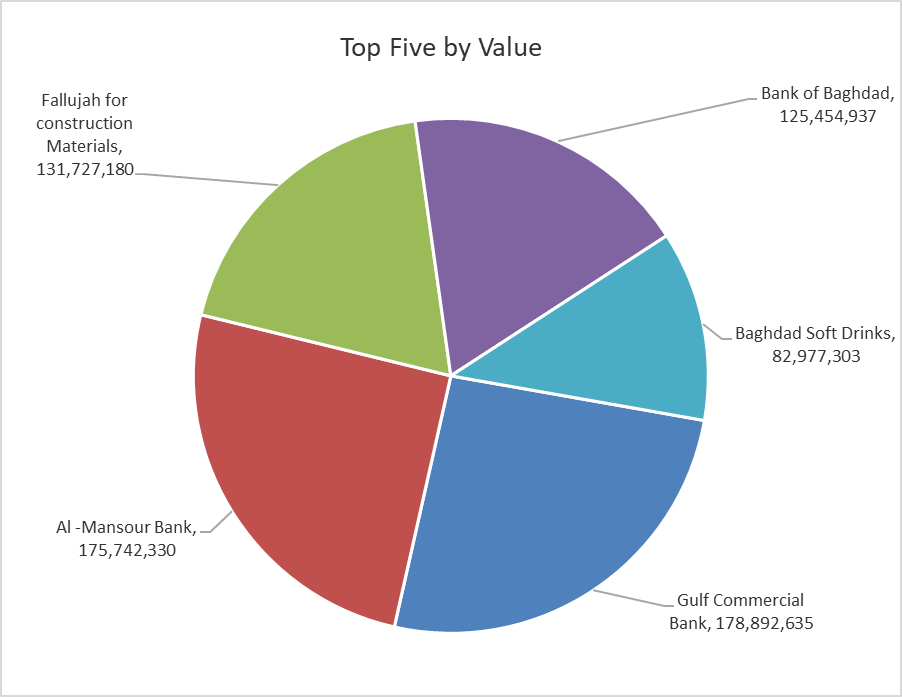 Top Five by Value
Fallujah for
construction
Materials,
131,727,180
Bank of Baghdad,
125,454,937
Baghdad Soft Drinks,
82,977,303
Al -Mansour Bank,
175,742,330
Gulf Commercial
Bank, 178,892,635